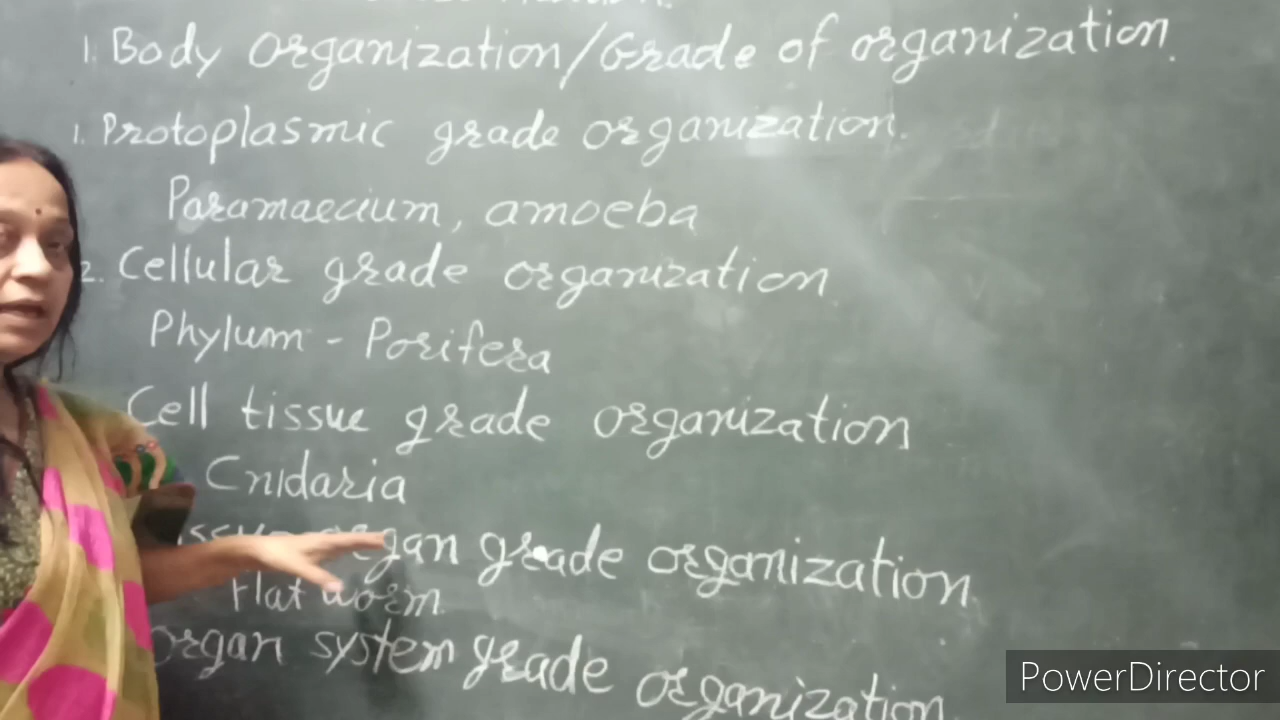 1. Body organization/Grade of organization.
1. Protoplasmic grade organization.
Paramaecium, amoeba
2. Cellular grade organization.
Phylum - Porifera
Cell tissue grade organization
Cnidaria
organ grade organization
Flat worm.
Organ system grade organization.
PowerDirector